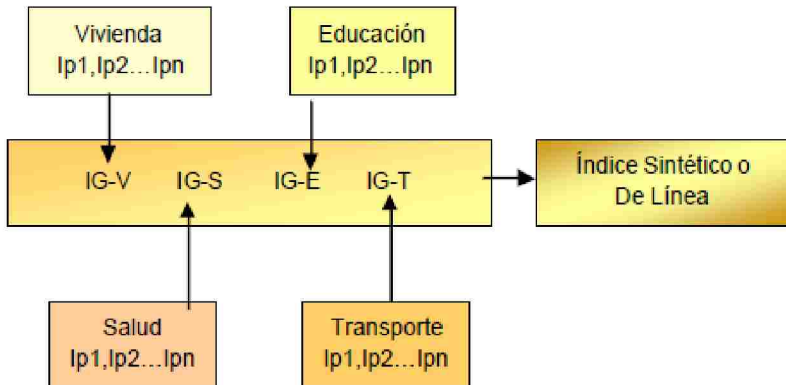 Vivienda
Ip1,Ip2...Ipn
Educación
Ip1,Ip2...Ipn
IG-V IG-S IG-E IG-T
Índice Sintético o
De Línea
Salud
Ip1,Ip2...Ipn
Transporte
Ip1,Ip2...Ipn